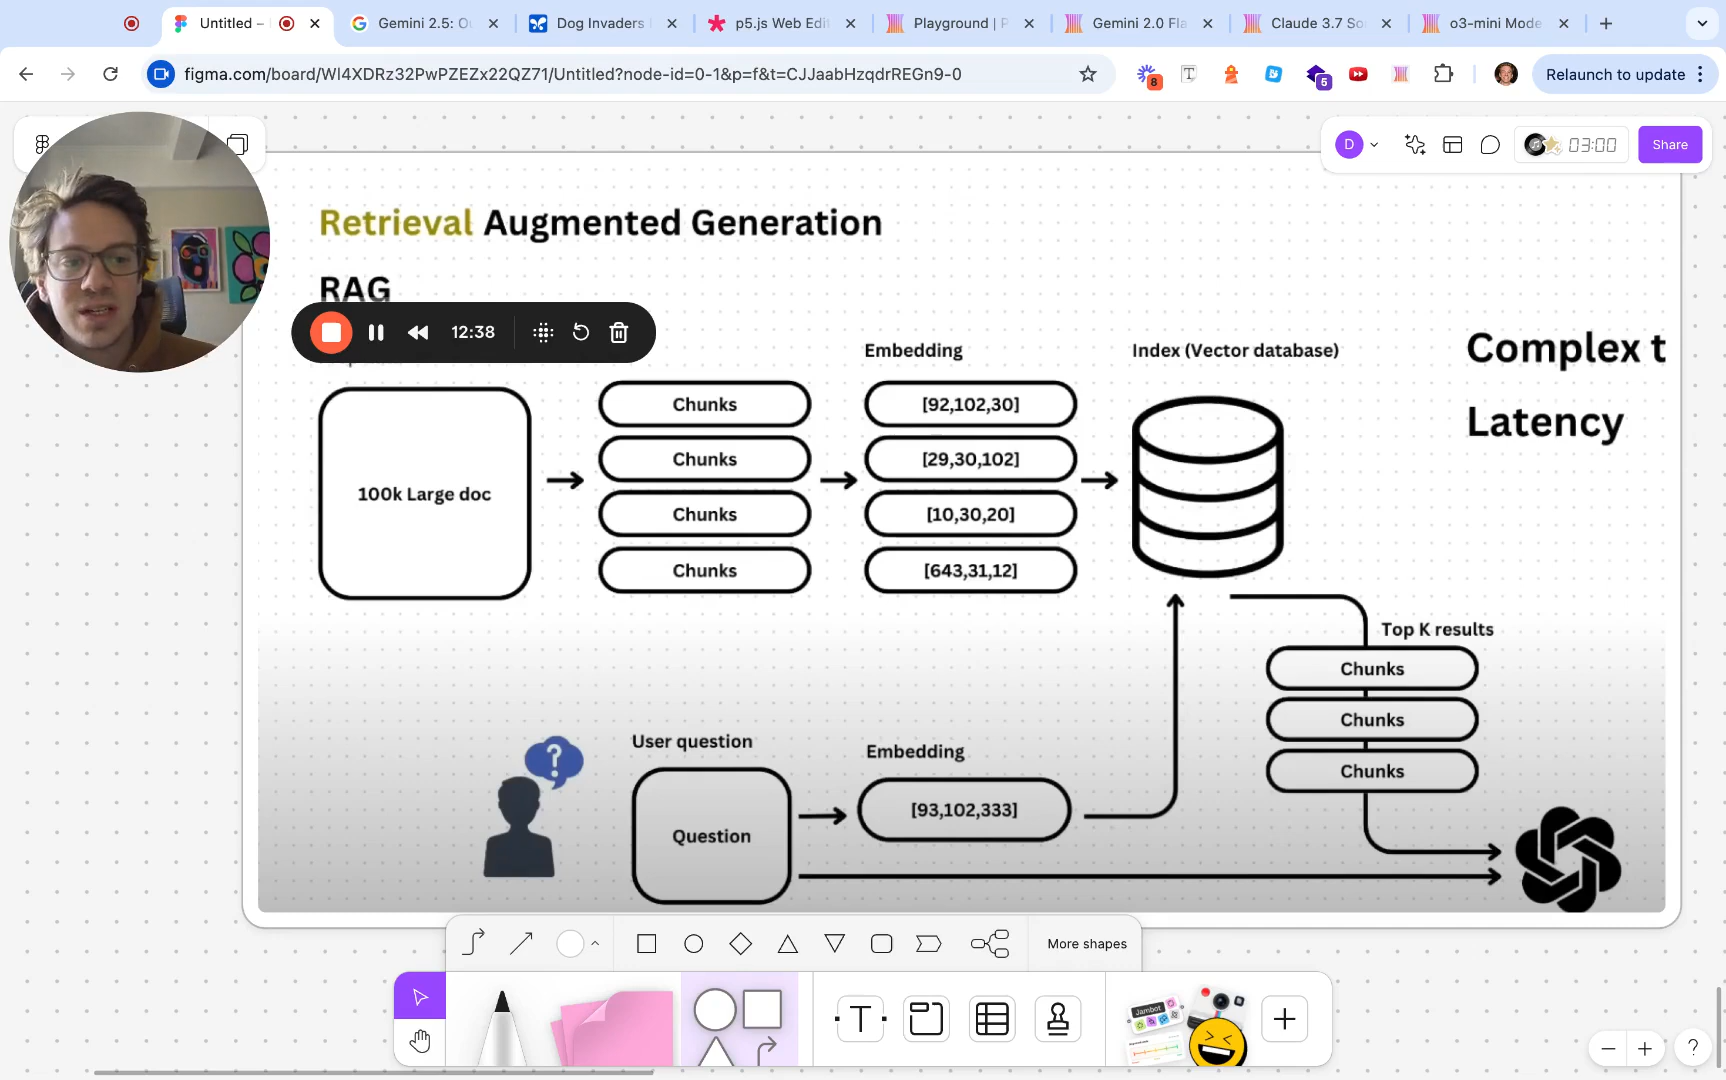 Untitled –
Gemini 2.5: Ou
Dog Invaders
p5.js Web Edi
Playground | P
Gemini 2.0 Fla
Claude 3.7 So
o3-mini Mode
figma.com/board/Wl4XDRz32PwPZEZx22QZ71/Untitled?node-id=0-1&p=f&t=CJJaabHzqdrREGn9-0
8
T
5
Relaunch to update
D
03:00
Share
Retrieval Augmented Generation
RAG
12:38
Complex t
Latency
Embedding
Index (Vector database)
100k Large doc
Chunks
Chunks
Chunks
Chunks
[92,102,30]
[29,30,102]
[10,30,20]
[643,31,12]
Top K results
Chunks
Chunks
Chunks
User question
?
Question
Embedding
[93,102,333]
More shapes
T
Jambot
?